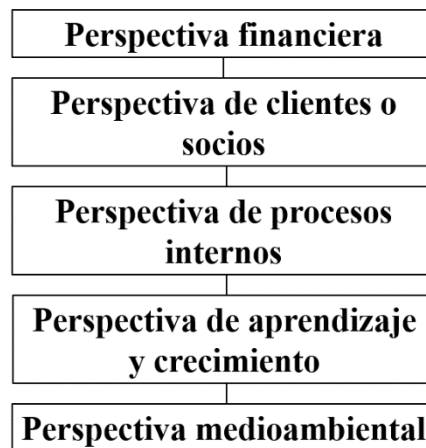 Perspectiva financiera
Perspectiva de clientes o
socios
Perspectiva de procesos
internos
Perspectiva de aprendizaje
y crecimiento
Perspectiva medioambiental